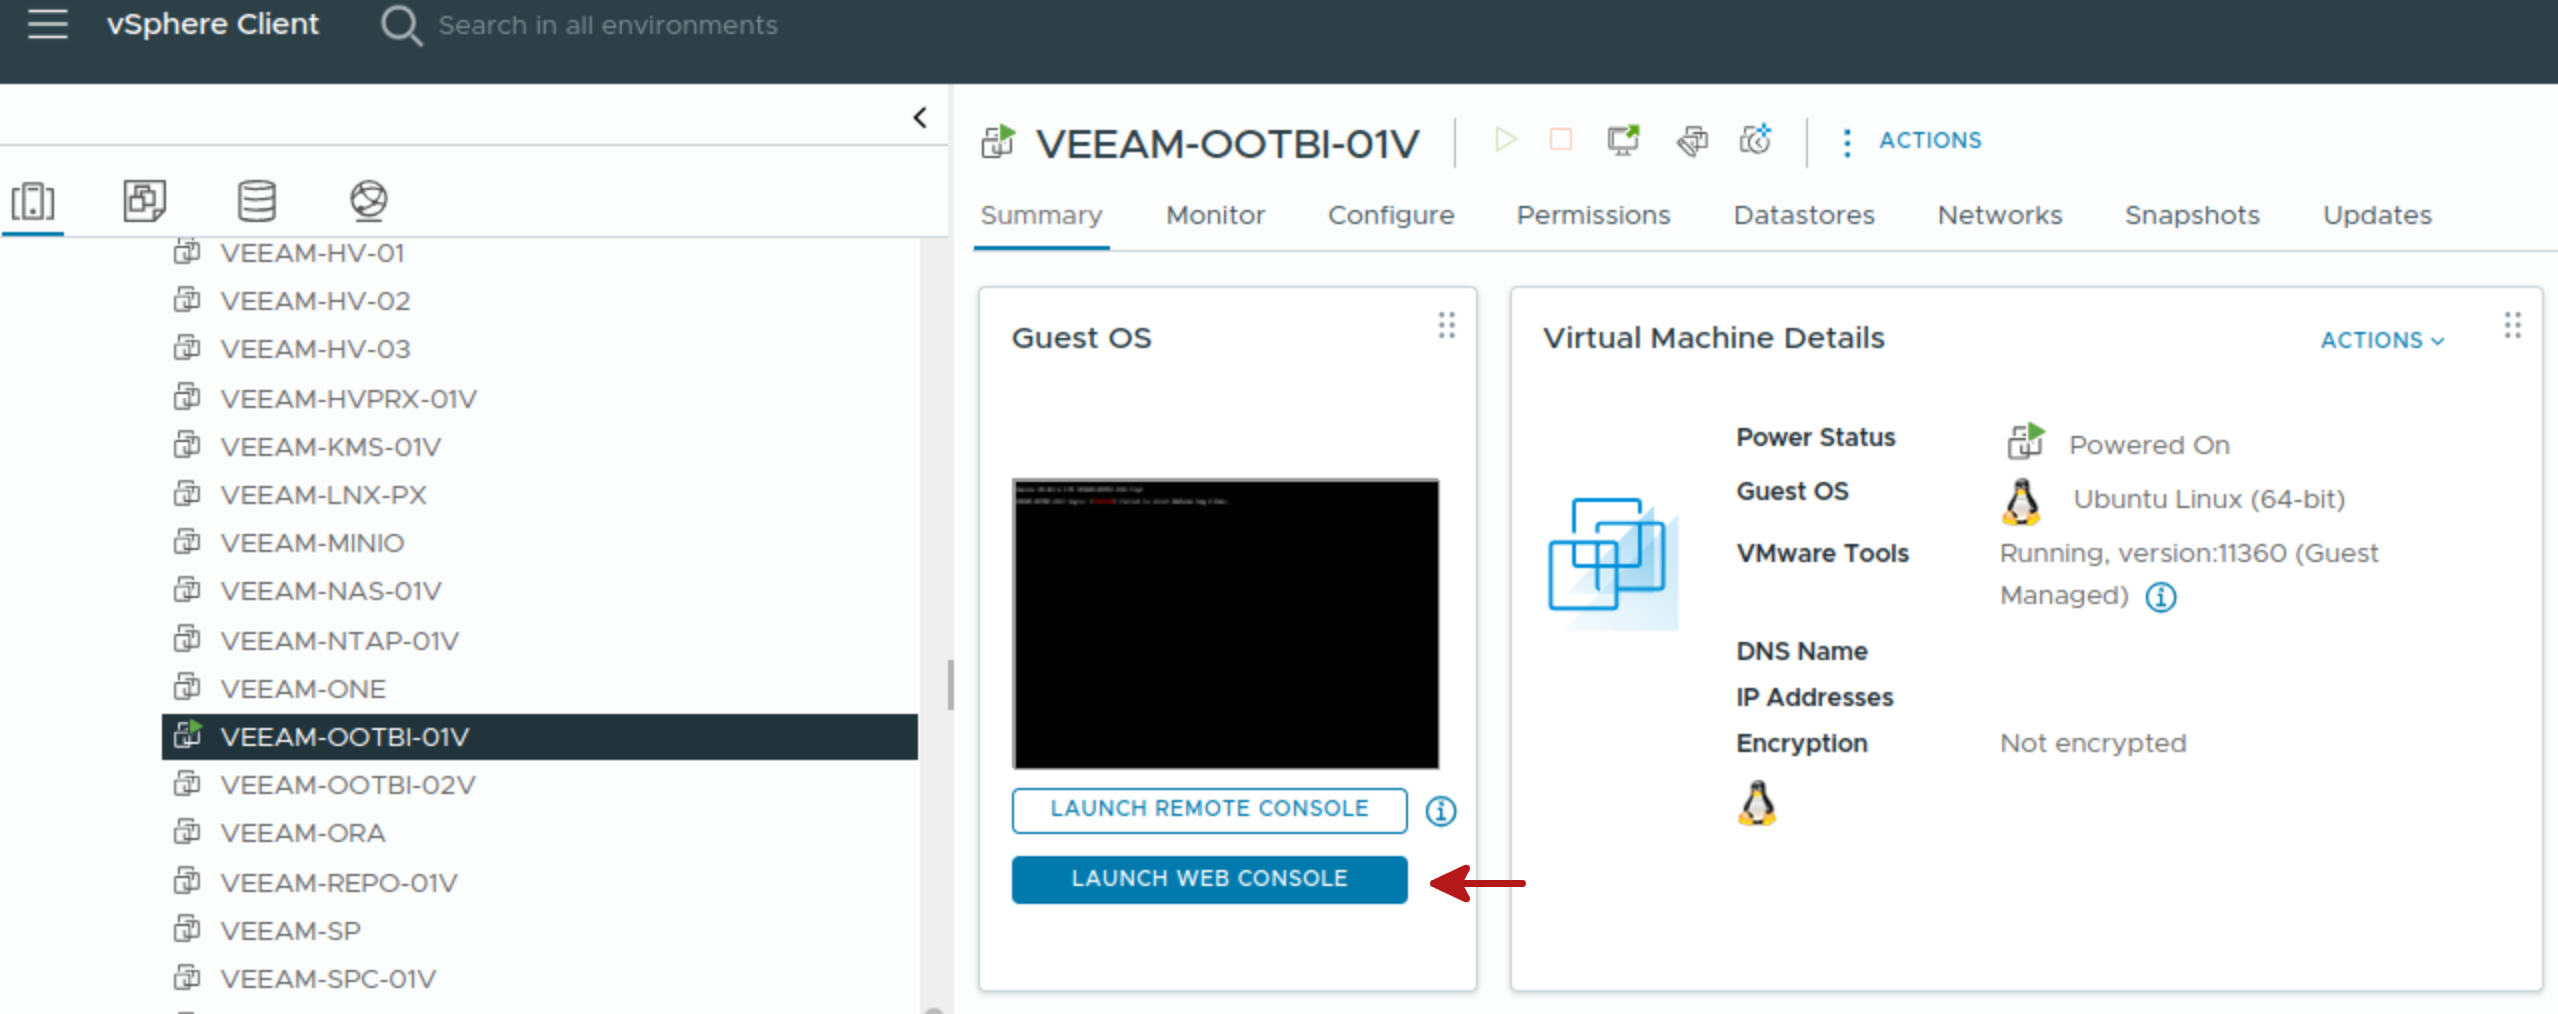 vSphere Client
Search in all environments
VEEAM-HV-01
VEEAM-HV-02
VEEAM-HV-03
VEEAM-HVPRX-01V
VEEAM-KMS-01V
VEEAM-LNX-PX
VEEAM-MINIO
VEEAM-NAS-01V
VEEAM-NTAP-01V
VEEAM-ONE
VEEAM-OOTBI-01V
VEEAM-OOTBI-02V
VEEAM-ORA
VEEAM-REPO-01V
VEEAM-SP
VEEAM-SPC-01V
VEEAM-OOTBI-01V
ACTIONS
Summary Monitor Configure Permissions Datastores Networks Snapshots Updates
Guest OS
LAUNCH REMOTE CONSOLE
LAUNCH WEB CONSOLE
Virtual Machine Details
ACTIONS
Power Status Powered On
Guest OS Ubuntu Linux (64-bit)
VMware Tools Running, version:11360 (Guest
Managed)
DNS Name
IP Addresses
Encryption Not encrypted